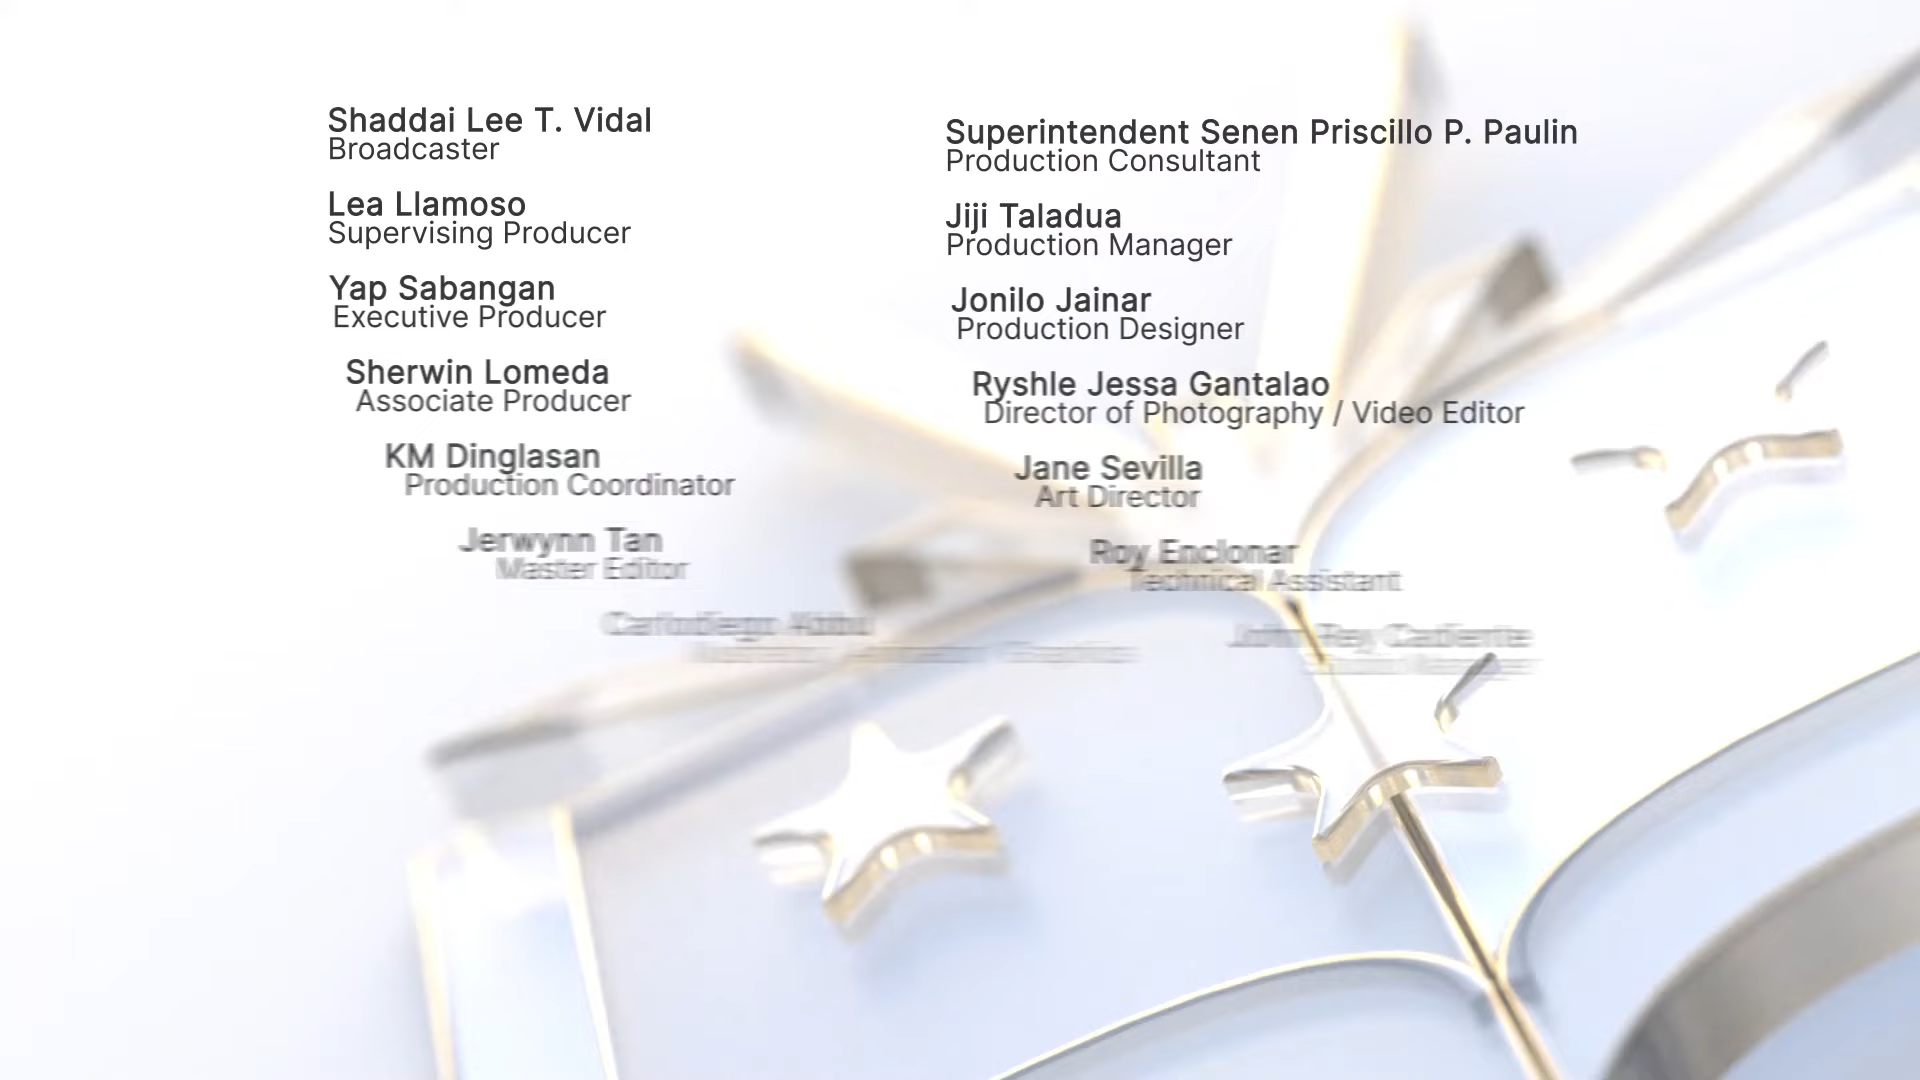 Shaddai Lee T. Vidal
Broadcaster
Lea Llamoso
Supervising Producer
Yap Sabangan
Executive Producer
Sherwin Lomeda
Associate Producer
KM Dinglasan
Production Coordinator
Jerwynn Tan
Master Editor
Superintendent Senen Priscillo P. Paulin
Production Consultant
Jiji Taladua
Production Manager
Jonilo Jainar
Production Designer
Ryshle Jessa Gantalao
Director of Photography / Video Editor
Jane Sevilla
Art Director
Roy Enclonar
Technical Assistant
John Rey